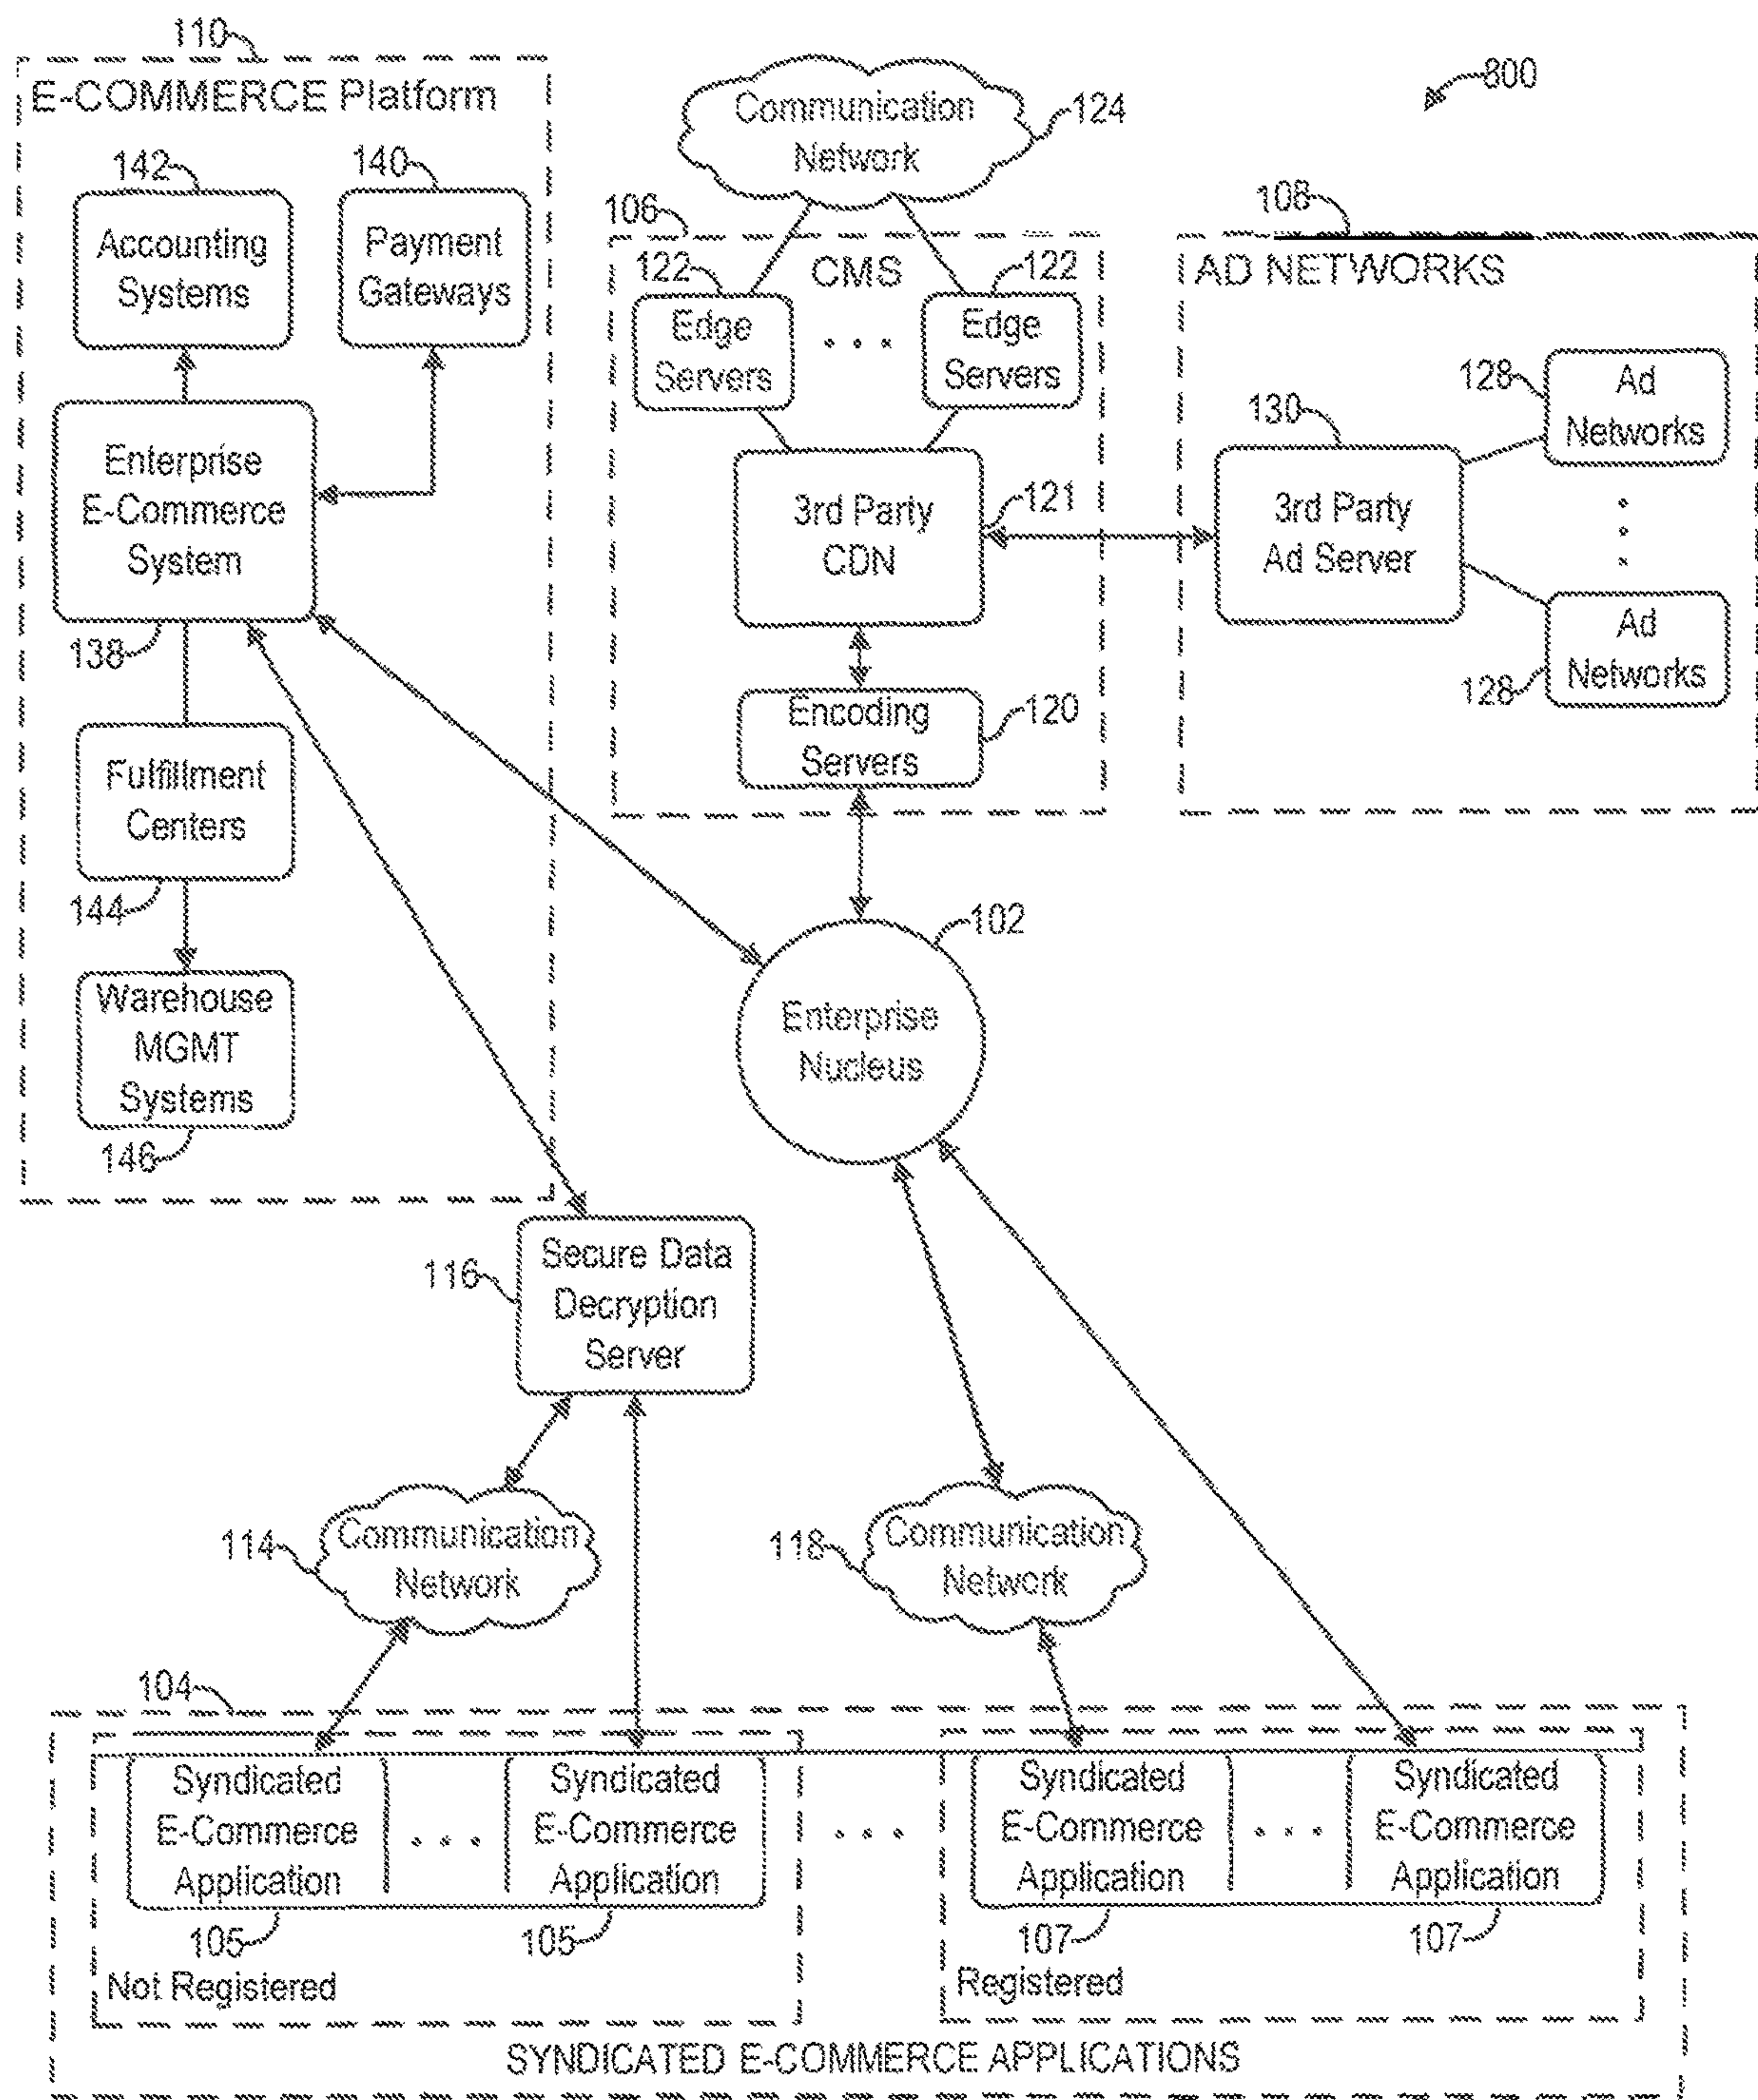 110
E-COMMERCE Platform
142
Accounting
Systems
140
Payment
Gateways
Enterprise
E-Commerce
System
138
Fulfillment
Centers
144
Warehouse
MGMT
Systems
146
Communication
Network
124
800
106
CMS
122
Edge
Servers
. . .
122
Edge
Servers
3rd Party
CDN
121
Encoding
Servers
120
108
AD NETWORKS
130
3rd Party
Ad Server
128
Ad
Networks
128
Ad
Networks
102
Enterprise
Nucleus
116
Secure Data
Decryption
Server
114
Communication
Network
118
Communication
Network
104
Syndicated
E-Commerce
Application
105
. . .
Syndicated
E-Commerce
Application
105
Not Registered
. . .
Syndicated
E-Commerce
Application
107
. . .
Syndicated
E-Commerce
Application
107
Registered
SYNDICATED E-COMMERCE APPLICATIONS